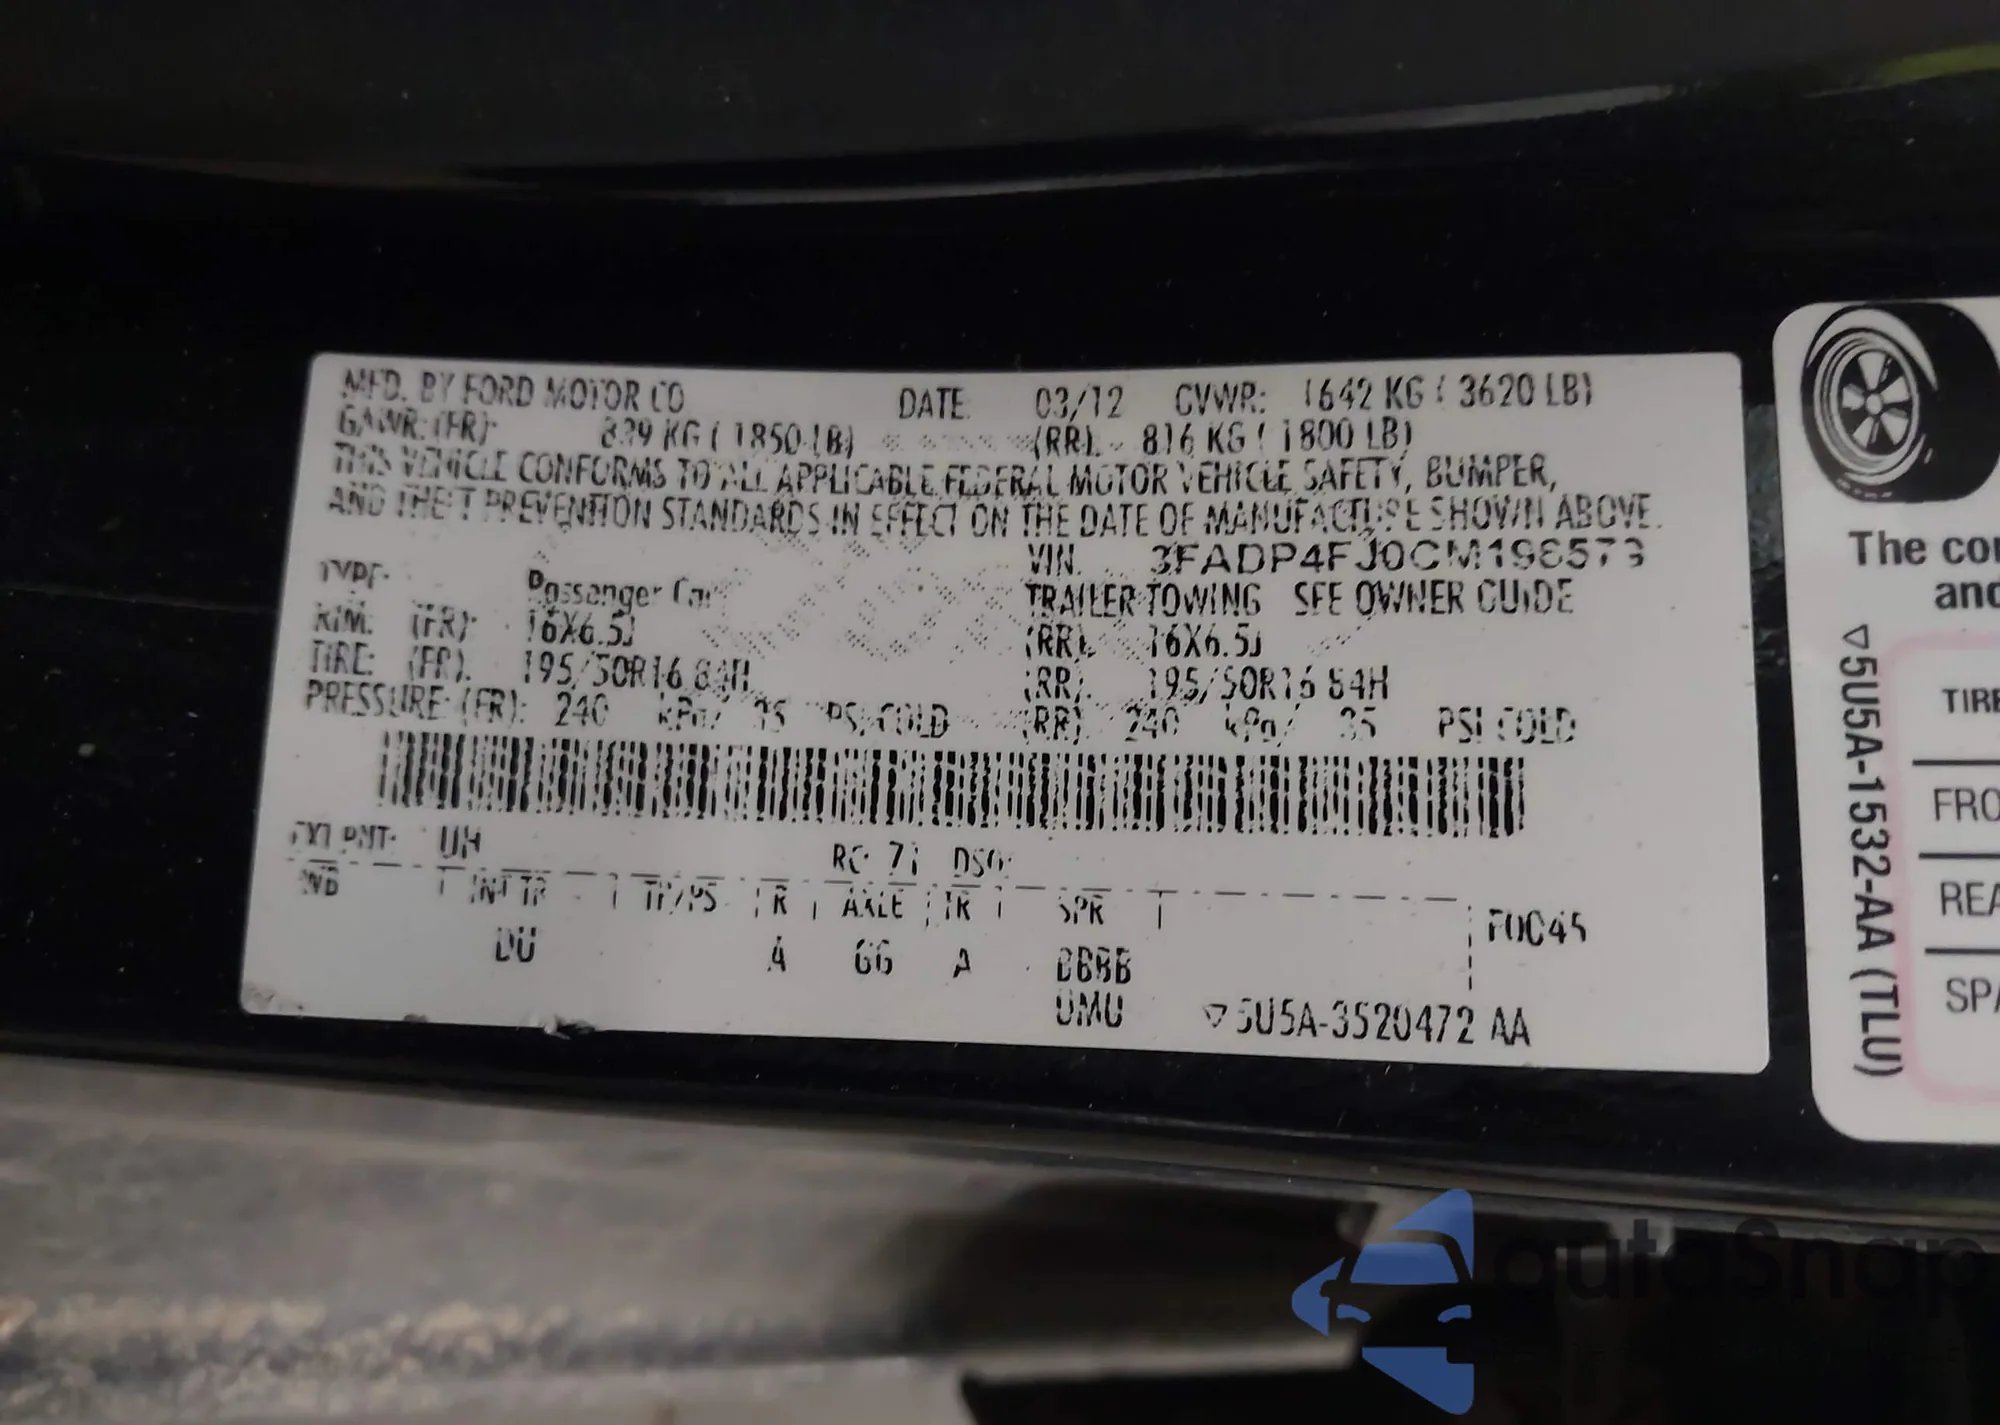 MFD. BY FORD MOTOR CO DATE 03/12 GVWR: 1642 KG ( 3620 LB)
GAWR: (FR): 839 KG ( 1850 LB) (RR). 816 KG ( 1800 LB)
THIS VEHICLE CONFORMS TO ALL APPLICABLE FEDERAL MOTOR VEHICLE SAFETY, BUMPER,
AND THEFT PREVENTION STANDARDS IN EFFECT ON THE DATE OF MANUFACTURE SHOWN ABOVE.
VIN.
TYPE: Passenger Car TRAILER TOWING SEE OWNER GUIDE
RIM: (FR): 16X6.5J (RR): 16X6.5J
TIRE: (FR). 195/50R16 84H (RR): 195/50R16 84H
PRESSURE: (FR): 240 kPa/ 35 PSI COLD (RR) 240 kPa/ 35 PSI COLD
EXT PNT: UH RC: 71 DSO:
WB INT TR TP/PS R AXLE TR SPR F0C45
DU A GG A BBBB
UMU ▽5U5A-3520472 AA
The con
and
▽5U5A-1532-AA (TLU)
TIRE
FRO
REA
SPA
autoSnap